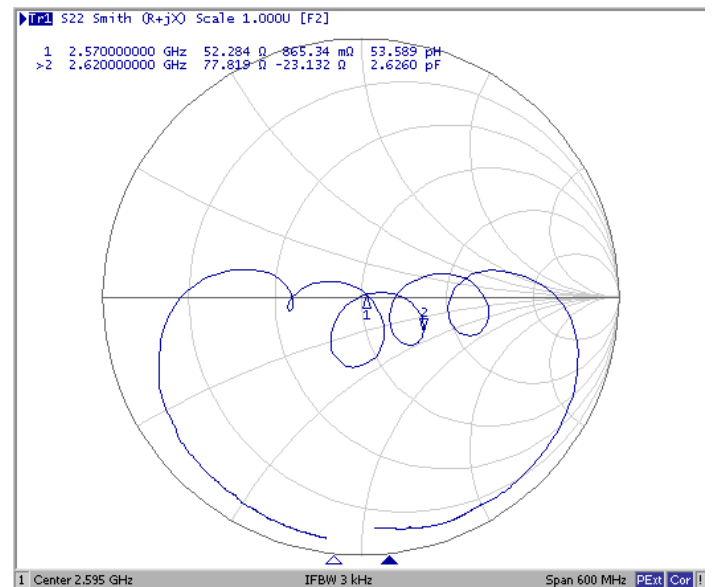 Tr1 S22 Smith (R+jX) Scale 1.000U [F2]
1 2.570000000 GHz 52.284 Ω 865.34 mΩ 53.589 pH
>2 2.620000000 GHz 77.819 Ω -23.132 Ω 2.6260 pF
2
1
1 Center 2.595 GHz IFBW 3 kHz Span 600 MHz PExt Cor !